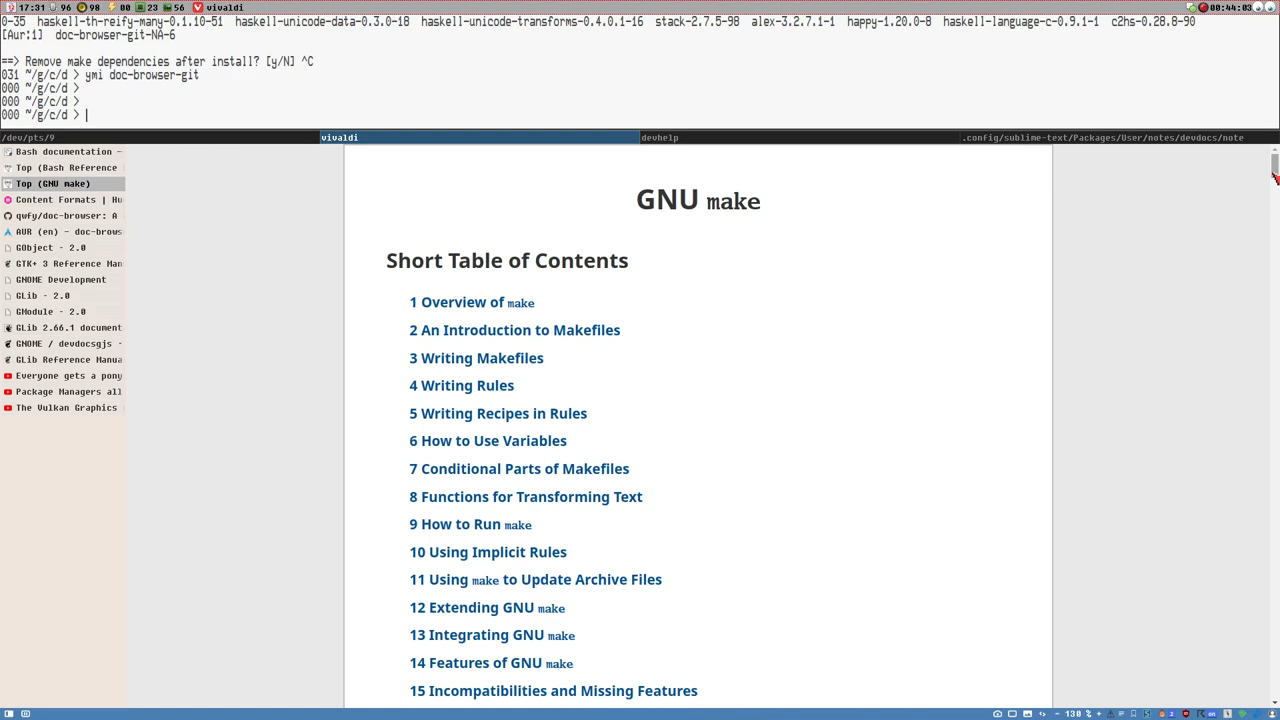 17:31 96 98 00 23 56 vivaldi 00:44:03
0-35 haskell-th-reify-many-0.1.10-51 haskell-unicode-data-0.3.0-18 haskell-unicode-transforms-0.4.0.1-16 stack-2.7.5-98 alex-3.2.7.1-1 happy-1.20.0-8 haskell-language-c-0.9.1-1 c2hs-0.28.8-90
[Aur:1] doc-browser-git-NA-6
==> Remove make dependencies after install? [y/N] ^C
031 ~/g/c/d > ymi doc-browser-git
000 ~/g/c/d >
000 ~/g/c/d >
000 ~/g/c/d >
/dev/pts/9 vivaldi devhelp .config/sublime-text/Packages/User/notes/devdocs/note
Bash documentation —
Top (Bash Reference
Top (GNU make)
Content Formats | Hu
qwfy/doc-browser: A
AUR (en) - doc-brows
GObject - 2.0
GTK+ 3 Reference Man
GNOME Development
GLib - 2.0
GModule - 2.0
GLib 2.66.1 document
GNOME / devdocsgjs ·
GLib Reference Manua
Everyone gets a pony
Package Managers all
The Vulkan Graphics
GNU make
Short Table of Contents
1 Overview of make
2 An Introduction to Makefiles
3 Writing Makefiles
4 Writing Rules
5 Writing Recipes in Rules
6 How to Use Variables
7 Conditional Parts of Makefiles
8 Functions for Transforming Text
9 How to Run make
10 Using Implicit Rules
11 Using make to Update Archive Files
12 Extending GNU make
13 Integrating GNU make
14 Features of GNU make
15 Incompatibilities and Missing Features
− 130 % +